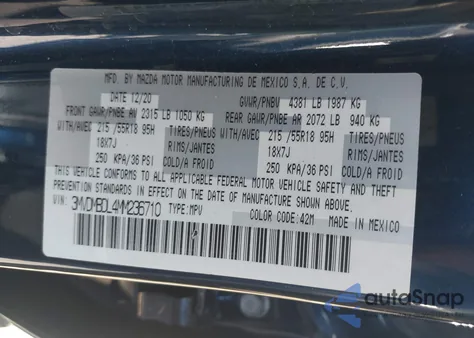 MFD. BY MAZDA MOTOR MANUFACTURING DE MEXICO S.A. DE C.V.
DATE 12/20 GVWR/PNBV 4381 LB 1987 KG
FRONT GAWR/PNBE AV 2315 LB 1050 KG REAR GAWR/PNBE AR 2072 LB 940 KG
WITH/AVEC 215 /55R18 95H TIRES/PNEUS WITH/AVEC 215 /55R18 95H TIRES/PNEUS
18X7J RIMS/JANTES 18X7J RIMS/JANTES
250 KPA/36 PSI COLD/A FROID 250 KPA/36 PSI COLD/A FROID
THIS VEHICLE CONFORMS TO ALL APPLICABLE FEDERAL MOTOR VEHICLE SAFETY AND THEFT
PREVENTION STANDARDS IN EFFECT ON THE DATE OF MANUFACTURE SHOWN ABOVE.
VIN: 3MVDMBDL4MM236710 TYPE:MPV COLOR CODE:42M MADE IN MEXICO
autoSnap